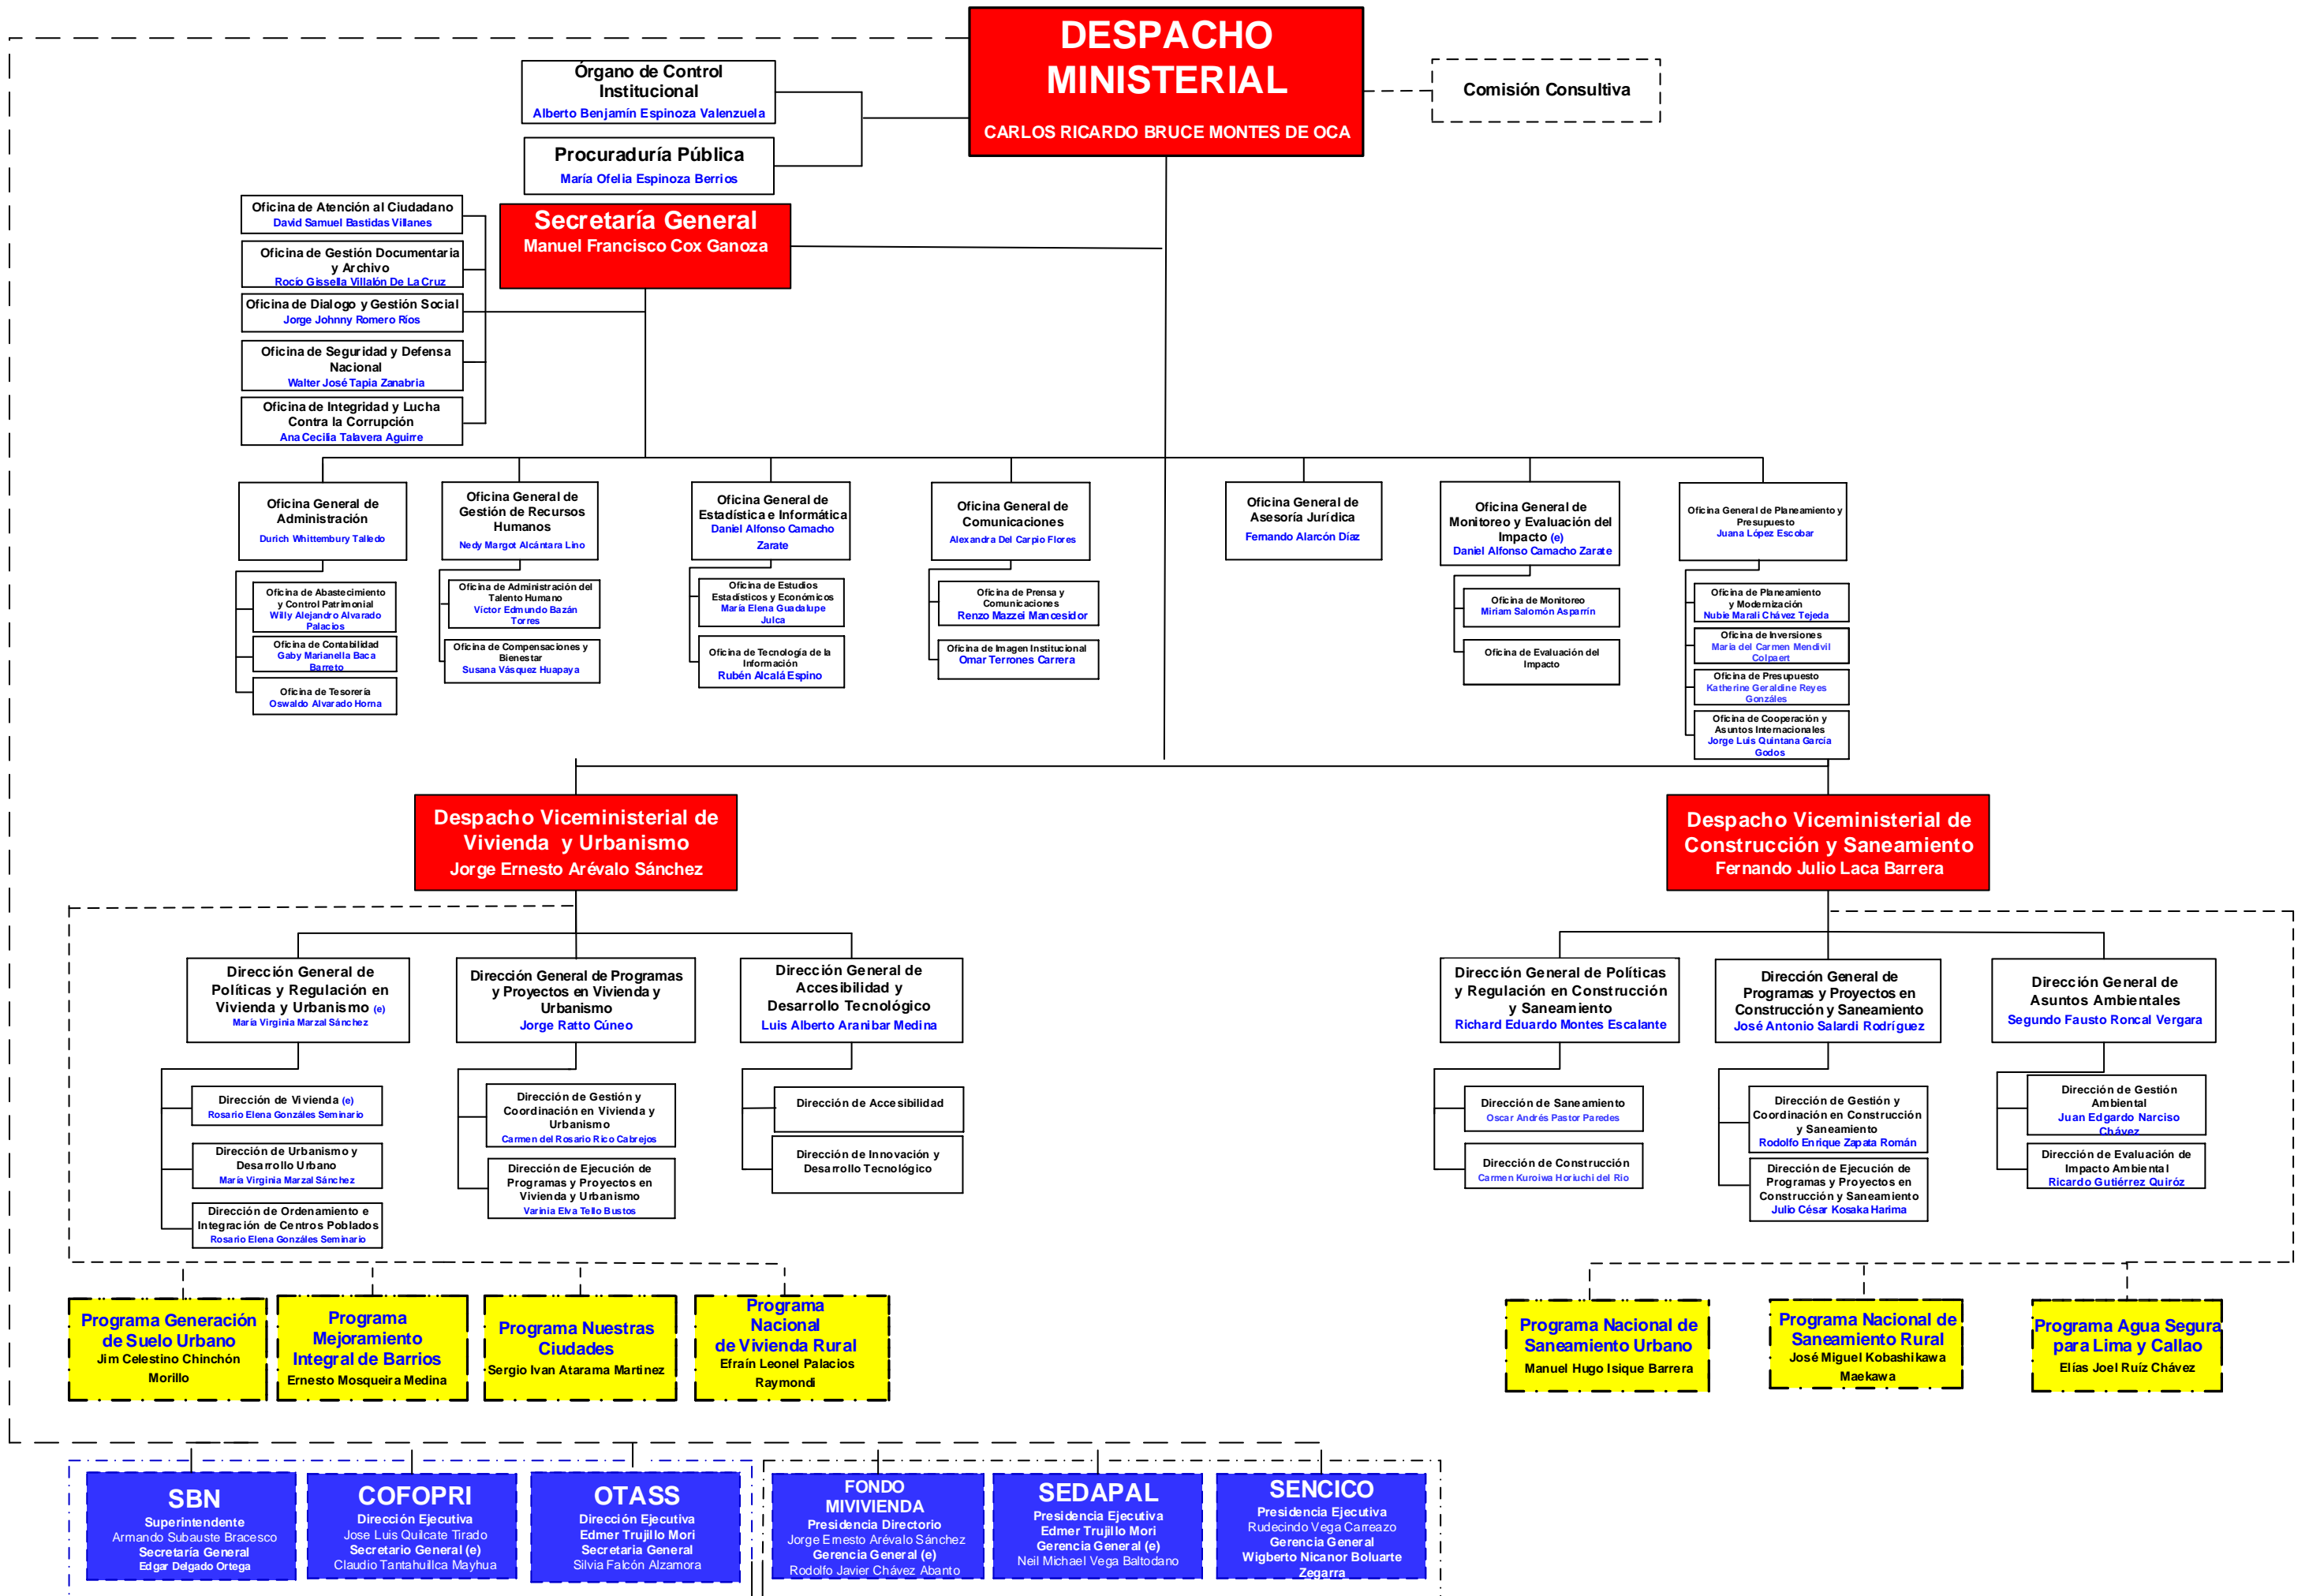 DESPACHO
MINISTERIAL
CARLOS RICARDO BRUCE MONTES DE OCA
Comisión Consultiva
Órgano de Control
Institucional
Alberto Benjamín Espinoza Valenzuela
Procuraduría Pública
María Ofelia Espinoza Berrios
Secretaría General
Manuel Francisco Cox Ganoza
Oficina de Atención al Ciudadano
David Samuel Bastidas Villanes
Oficina de Gestión Documentaria
y Archivo
Rocío Gissella Villalón De La Cruz
Oficina de Dialogo y Gestión Social
Jorge Johnny Romero Ríos
Oficina de Seguridad y Defensa
Nacional
Walter José Tapia Zanabria
Oficina de Integridad y Lucha
Contra la Corrupción
Ana Cecilia Talavera Aguirre
Oficina General de
Administración
Durich Whittembury Talledo
Oficina de Abastecimiento
y Control Patrimonial
Willy Alejandro Alvarado
Palacios
Oficina de Contabilidad
Gaby Marianella Baca
Barreto
Oficina de Tesorería
Oswaldo Alvarado Horna
Oficina General de
Gestión de Recursos
Humanos
Nedy Margot Alcántara Lino
Oficina de Administración del
Talento Humano
Víctor Edmundo Bazán
Torres
Oficina de Compensaciones y
Bienestar
Susana Vásquez Huapaya
Oficina General de
Estadística e Informática
Daniel Alfonso Camacho
Zarate
Oficina de Estudios
Estadísticos y Económicos
María Elena Guadalupe
Julca
Oficina de Tecnología de la
Información
Rubén Alcalá Espino
Oficina General de
Comunicaciones
Alexandra Del Carpio Flores
Oficina de Prensa y
Comunicaciones
Renzo Mazzei Mancesidor
Oficina de Imagen Institucional
Omar Terrones Carrera
Oficina General de
Asesoría Jurídica
Fernando Alarcón Díaz
Oficina General de
Monitoreo y Evaluación del
Impacto (e)
Daniel Alfonso Camacho Zarate
Oficina de Monitoreo
Miriam Salomón Asparrín
Oficina de Evaluación del
Impacto
Oficina General de Planeamiento y
Presupuesto
Juana López Escobar
Oficina de Planeamiento
y Modernización
Nubie Marali Chávez Tejeda
Oficina de Inversiones
Maria del Carmen Mendivil
Colpaert
Oficina de Presupuesto
Katherine Geraldine Reyes
Gonzáles
Oficina de Cooperación y
Asuntos Internacionales
Jorge Luis Quintana García
Godos
Despacho Viceministerial de
Vivienda y Urbanismo
Jorge Ernesto Arévalo Sánchez
Despacho Viceministerial de
Construcción y Saneamiento
Fernando Julio Laca Barrera
Dirección General de
Políticas y Regulación en
Vivienda y Urbanismo (e)
María Virginia Marzal Sánchez
Dirección de Vivienda (e)
Rosario Elena Gonzáles Seminario
Dirección de Urbanismo y
Desarrollo Urbano
María Virginia Marzal Sánchez
Dirección de Ordenamiento e
Integración de Centros Poblados
Rosario Elena Gonzáles Seminario
Dirección General de Programas
y Proyectos en Vivienda y
Urbanismo
Jorge Ratto Cúneo
Dirección de Gestión y
Coordinación en Vivienda y
Urbanismo
Carmen del Rosario Rico Cabrejos
Dirección de Ejecución de
Programas y Proyectos en
Vivienda y Urbanismo
Varinia Elva Tello Bustos
Dirección General de
Accesibilidad y
Desarrollo Tecnológico
Luis Alberto Aranibar Medina
Dirección de Accesibilidad
Dirección de Innovación y
Desarrollo Tecnológico
Dirección General de Políticas
y Regulación en Construcción
y Saneamiento
Richard Eduardo Montes Escalante
Dirección de Saneamiento
Oscar Andrés Pastor Paredes
Dirección de Construcción
Carmen Kuroiwa Horiuchi del Rio
Dirección General de
Programas y Proyectos en
Construcción y Saneamiento
José Antonio Salardi Rodríguez
Dirección de Gestión y
Coordinación en Construcción
y Saneamiento
Rodolfo Enrique Zapata Román
Dirección de Ejecución de
Programas y Proyectos en
Construcción y Saneamiento
Julio César Kosaka Harima
Dirección General de
Asuntos Ambientales
Segundo Fausto Roncal Vergara
Dirección de Gestión
Ambiental
Juan Edgardo Narciso
Chávez
Dirección de Evaluación de
Impacto Ambiental
Ricardo Gutiérrez Quiróz
Programa Generación
de Suelo Urbano
Jim Celestino Chinchón
Morillo
Programa
Mejoramiento
Integral de Barrios
Ernesto Mosqueira Medina
Programa Nuestras
Ciudades
Sergio Ivan Atarama Martinez
Programa
Nacional
de Vivienda Rural
Efraín Leonel Palacios
Raymondi
Programa Nacional de
Saneamiento Urbano
Manuel Hugo Isique Barrera
Programa Nacional de
Saneamiento Rural
José Miguel Kobashikawa
Maekawa
Programa Agua Segura
para Lima y Callao
Elías Joel Ruíz Chávez
SBN
Superintendente
Armando Subauste Bracesco
Secretaría General
Edgar Delgado Ortega
COFOPRI
Dirección Ejecutiva
Jose Luis Quilcate Tirado
Secretario General (e)
Claudio Tantahuillca Mayhua
OTASS
Dirección Ejecutiva
Edmer Trujillo Mori
Secretaria General
Silvia Falcón Alzamora
FONDO
MIVIVIENDA
Presidencia Directorio
Jorge Ernesto Arévalo Sánchez
Gerencia General (e)
Rodolfo Javier Chávez Abanto
SEDAPAL
Presidencia Ejecutiva
Edmer Trujillo Mori
Gerencia General (e)
Neil Michael Vega Baltodano
SENCICO
Presidencia Ejecutiva
Rudecindo Vega Carreazo
Gerencia General
Wigberto Nicanor Boluarte
Zegarra